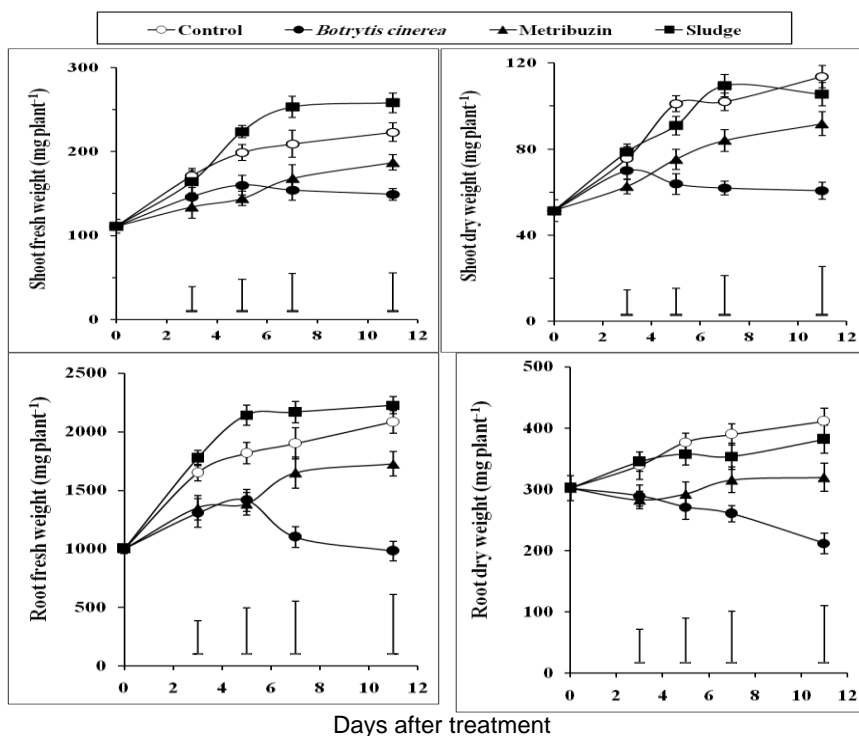 Control Botrytis cinerea Metribuzin Sludge
Shoot fresh weight (mg plant-1)
300
200
100
0
0 2 4 6 8 10 12
Shoot dry weight (mg plant-1)
120
80
40
0
0 2 4 6 8 10 12
Root fresh weight (mg plant-1)
2500
2000
1500
1000
500
0
0 2 4 6 8 10 12
Root dry weight (mg plant-1)
500
400
300
200
100
0
0 2 4 6 8 10 12
Days after treatment